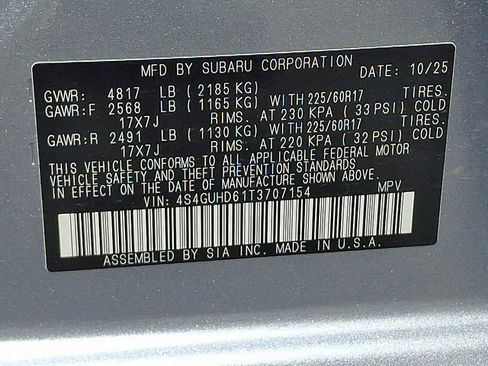 MFD BY SUBARU CORPORATION DATE: 10/25
GVWR: 4817 LB (2185 KG)
GAWR:F 2568 LB (1165 KG) WITH 225/60R17 TIRES.
17X7J RIMS. AT 230 KPA (33 PSI) COLD
GAWR:R 2491 LB (1130 KG) WITH 225/60R17 TIRES.
17X7J RIMS. AT 220 KPA (32 PSI) COLD
THIS VEHICLE CONFORMS TO ALL APPLICABLE FEDERAL MOTOR
VEHICLE SAFETY AND THEFT PREVENTION STANDARDS
IN EFFECT ON THE DATE OF MANUFACTURE SHOWN ABOVE.
VIN: 4S4GUHD61T3707154 MPV
ASSEMBLED BY SIA INC. MADE IN U.S.A.